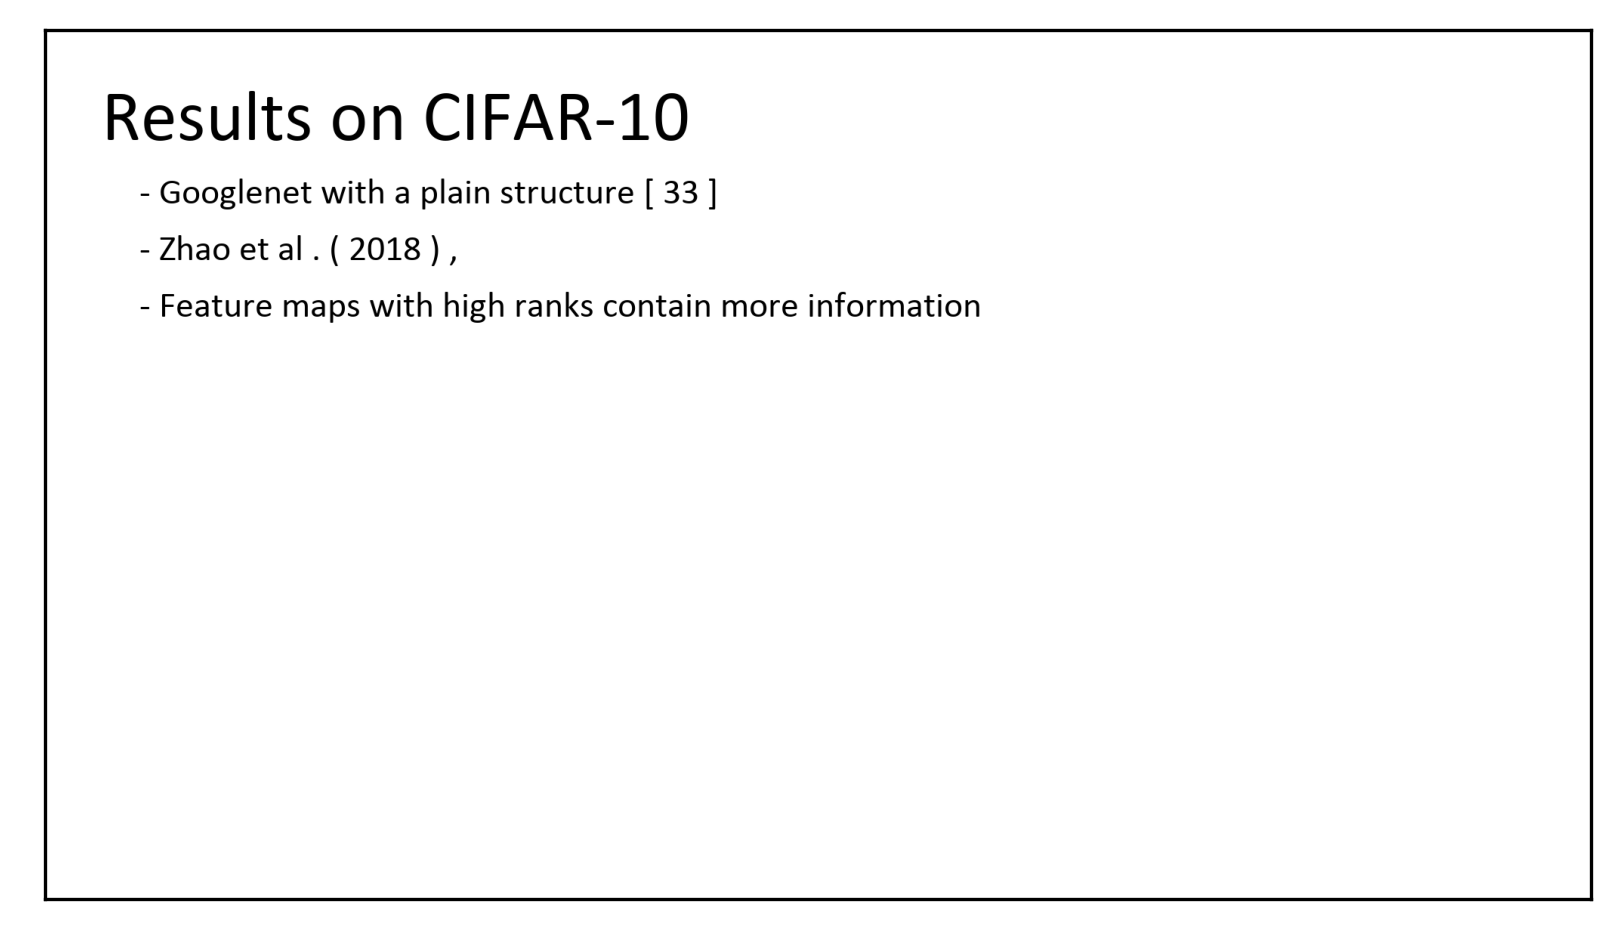 Results on CIFAR-10
- Googlenet with a plain structure [ 33 ]
- Zhao et al . ( 2018 ) ,
- Feature maps with high ranks contain more information